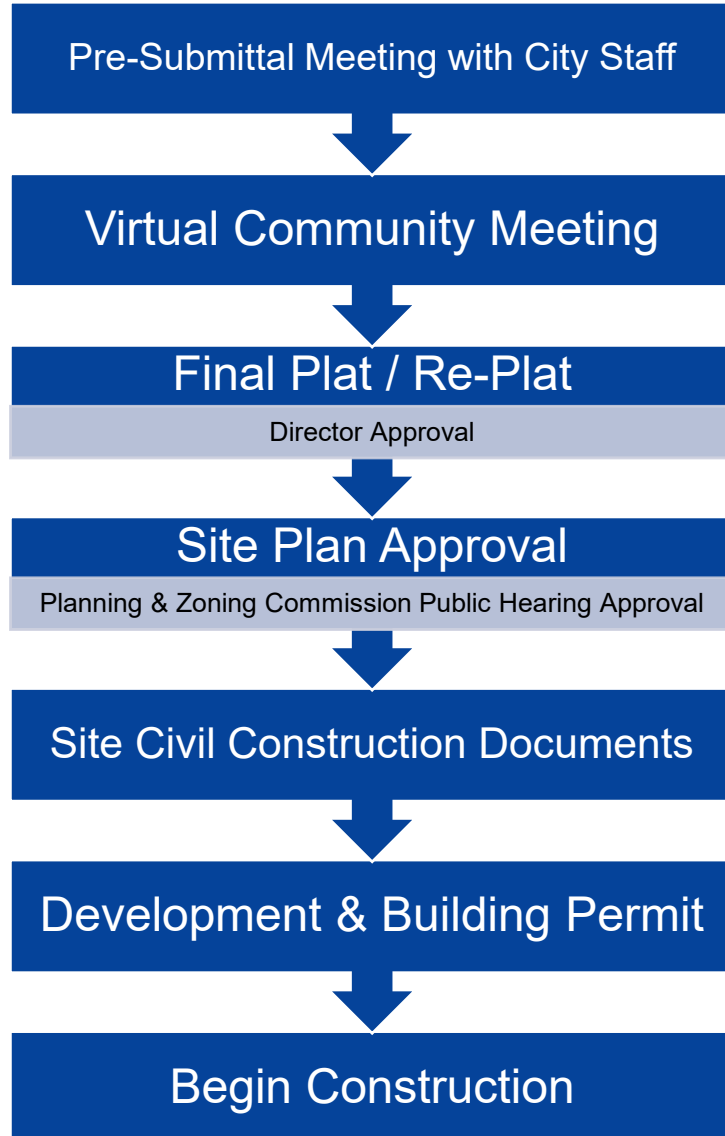 Pre-Submittal Meeting with City Staff
Virtual Community Meeting
Final Plat / Re-Plat
Director Approval
Site Plan Approval
Planning & Zoning Commission Public Hearing Approval
Site Civil Construction Documents
Development & Building Permit
Begin Construction